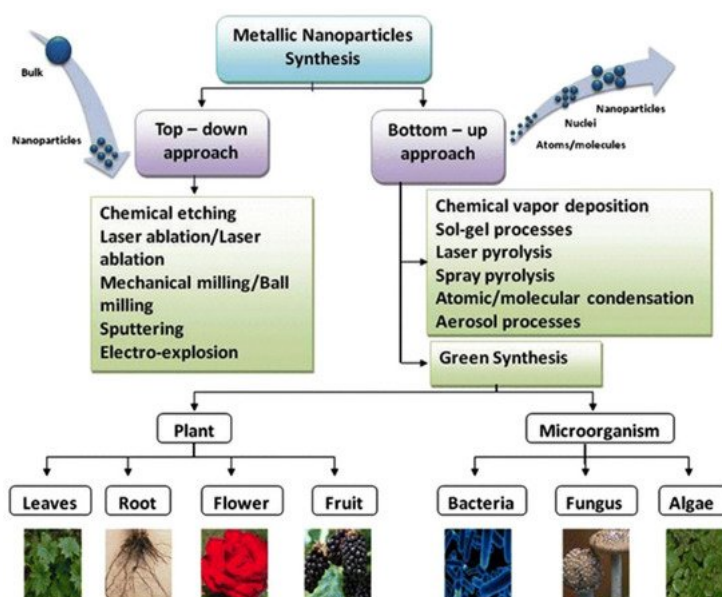 Metallic Nanoparticles
Synthesis
Bulk
Nanoparticles
Top – down
approach
Bottom – up
approach
Nanoparticles
Nuclei
Atoms/molecules
Chemical etching
Laser ablation/Laser
ablation
Mechanical milling/Ball
milling
Sputtering
Electro-explosion
Chemical vapor deposition
Sol-gel processes
Laser pyrolysis
Spray pyrolysis
Atomic/molecular condensation
Aerosol processes
Green Synthesis
Plant
Microorganism
Leaves
Root
Flower
Fruit
Bacteria
Fungus
Algae